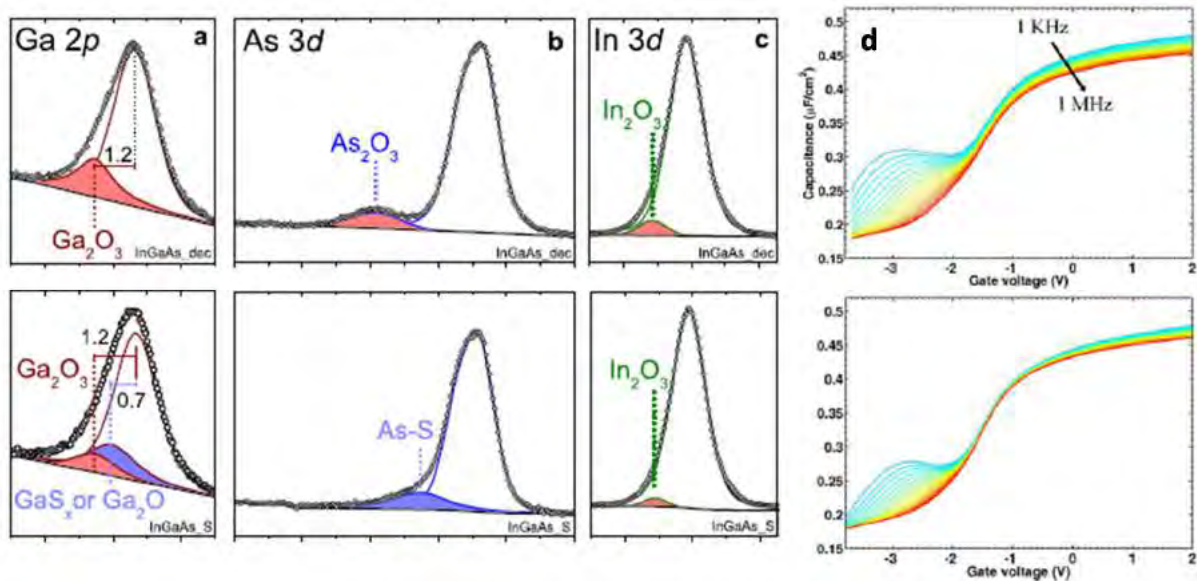 Ga 2p
a
1.2
Ga2O3
InGaAs_dec
As 3d
b
As2O3
InGaAs_dec
In 3d
c
In2O3
InGaAs_dec
d
1 KHz
1 MHz
Capacitance (µF/cm²)
0.5
0.45
0.4
0.35
0.3
0.25
0.2
0.15
-3 -2 -1 0 1 2
Gate voltage (V)
1.2
Ga2O3
0.7
GaSx or Ga2O
InGaAs_S
As-S
InGaAs_S
In2O3
InGaAs_S
0.5
0.45
0.4
0.35
0.3
0.25
0.2
0.15
-3 -2 -1 0 1 2
Gate voltage (V)